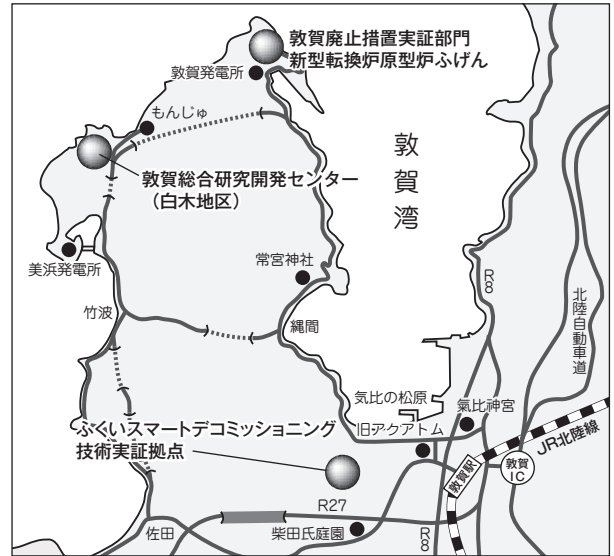 敦賀廃止措置実証部門
新型転換炉原型炉ふげん
敦賀発電所
もんじゅ
敦賀総合研究開発センター
（白木地区）
敦賀湾
美浜発電所
常宮神社
R8
北陸自動車道
竹波
縄間
気比の松原
氣比神宮
ふくいスマートデコミッショニング
技術実証拠点
旧アクアトム
JR北陸線
敦賀駅
敦賀
IC
R27
佐田
柴田氏庭園
R8